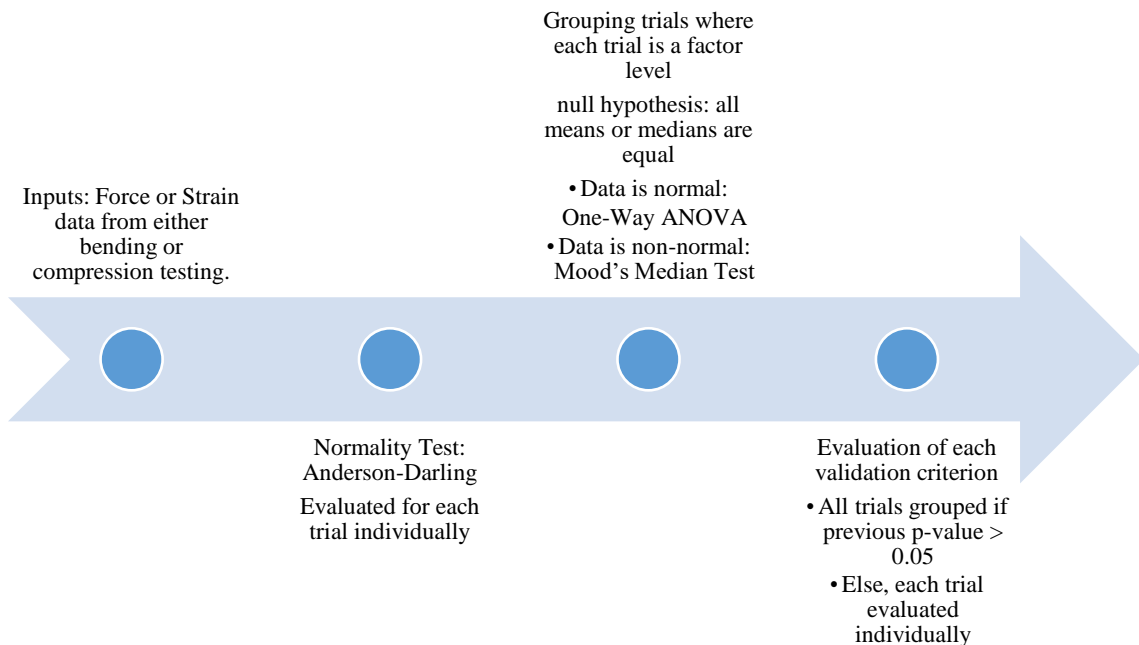 Inputs: Force or Strain
data from either
bending or
compression testing.
Normality Test:
Anderson-Darling
Evaluated for each
trial individually
Grouping trials where
each trial is a factor
level
null hypothesis: all
means or medians are
equal
• Data is normal:
One-Way ANOVA
• Data is non-normal:
Mood’s Median Test
Evaluation of each
validation criterion
• All trials grouped if
previous p-value >
0.05
• Else, each trial
evaluated
individually